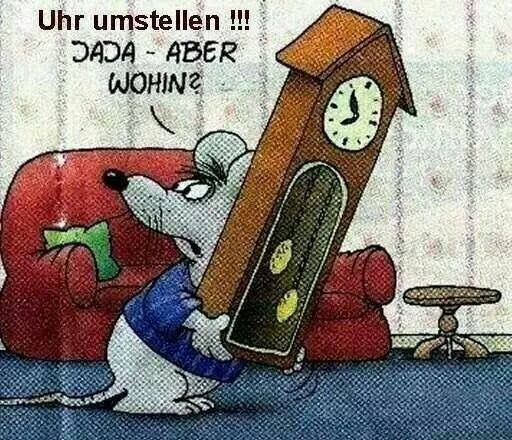 Uhr umstellen !!!
JAJA - ABER
WOHIN?